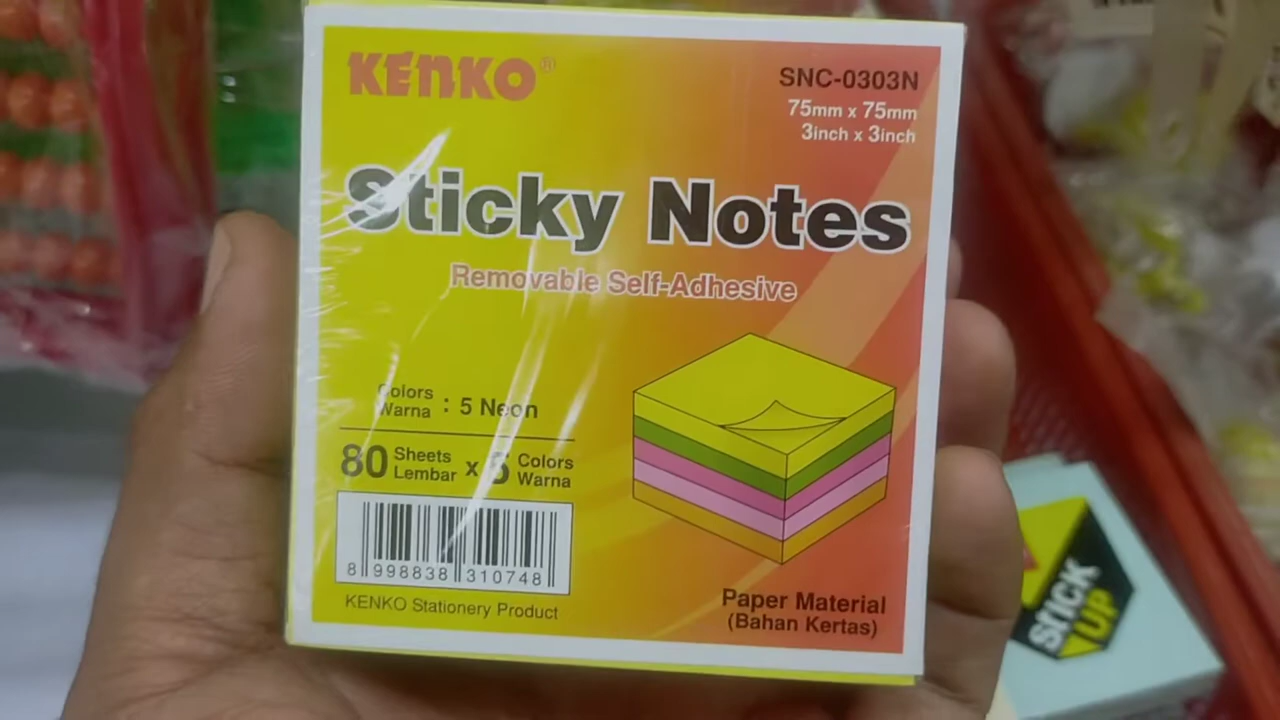 KENKO®
SNC-0303N
75mm x 75mm
3inch x 3inch
Sticky Notes
Removable Self-Adhesive
Colors
Warna : 5 Neon
80 Sheets
Lembar x 5 Colors
Warna
8 998838 310748
KENKO Stationery Product
Paper Material
(Bahan Kertas)
stick
UP